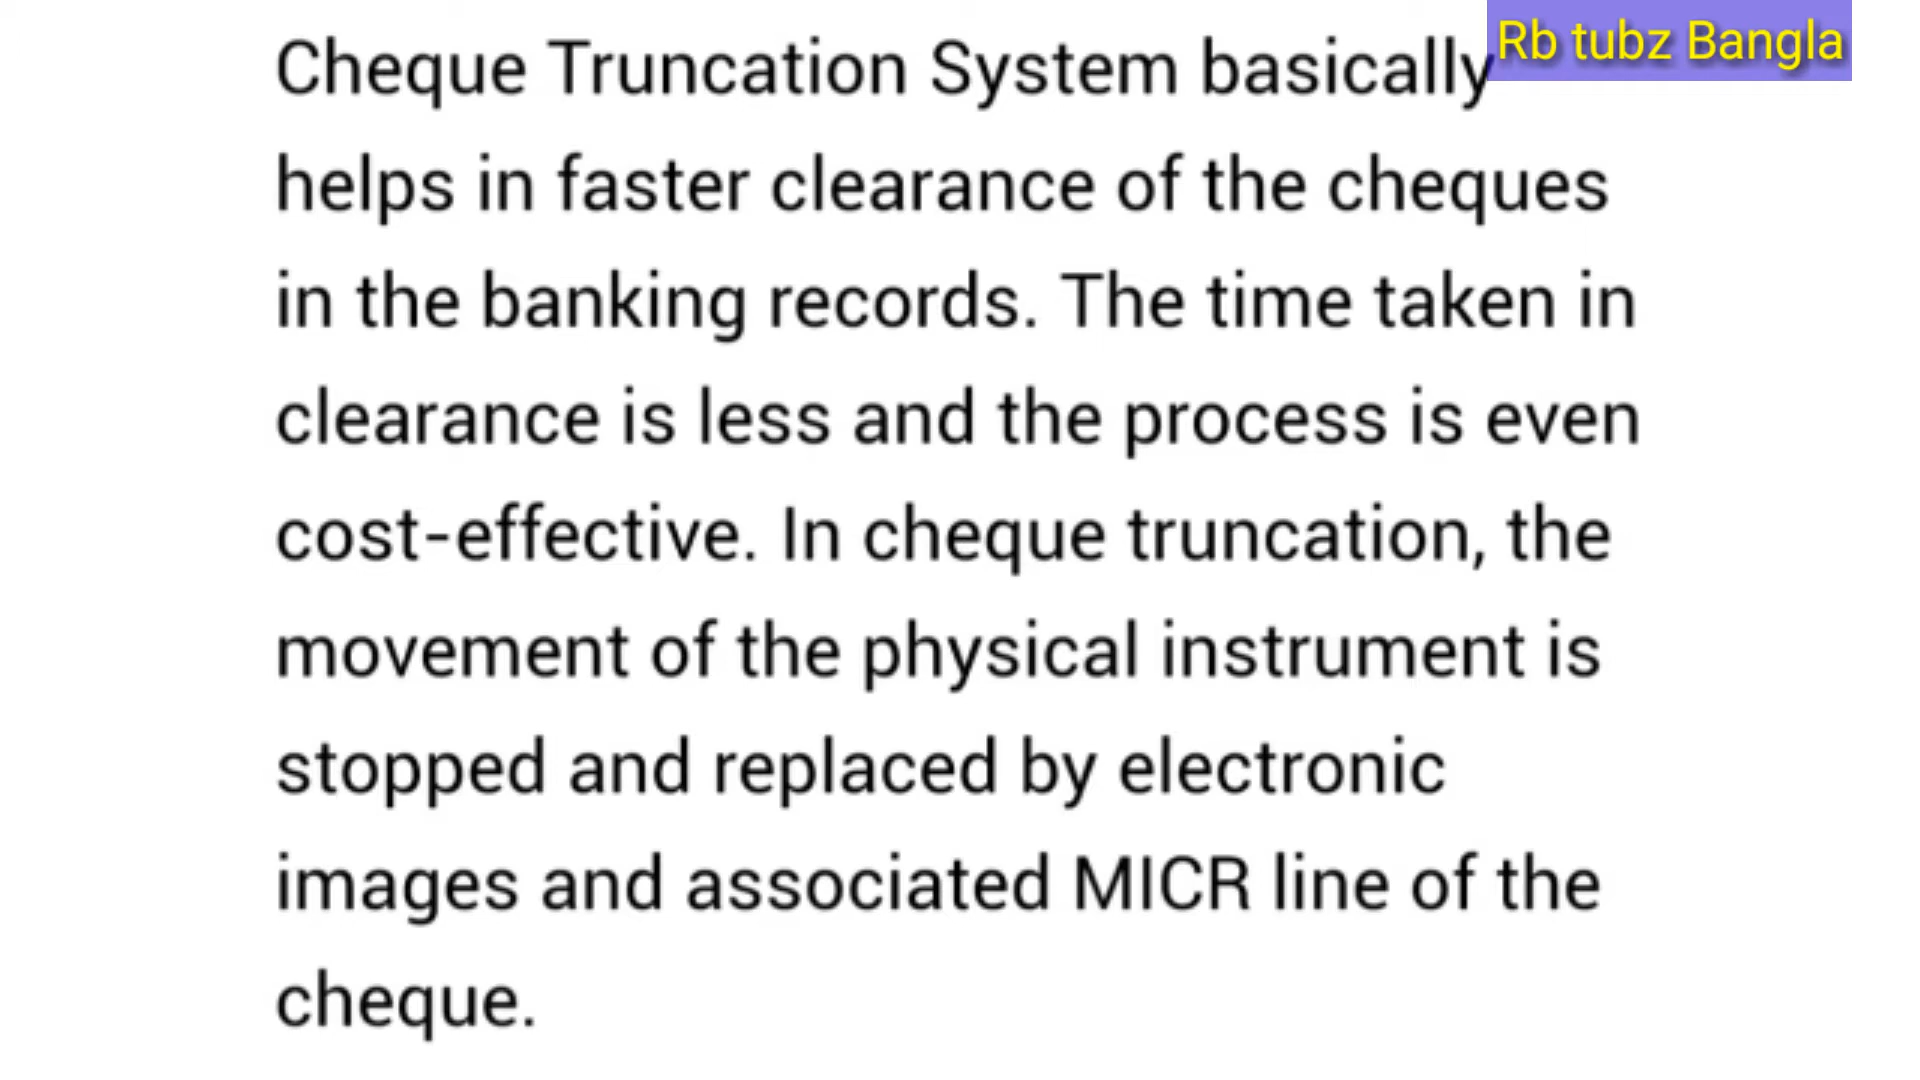 Rb tubz Bangla
Cheque Truncation System basically
helps in faster clearance of the cheques
in the banking records. The time taken in
clearance is less and the process is even
cost-effective. In cheque truncation, the
movement of the physical instrument is
stopped and replaced by electronic
images and associated MICR line of the
cheque.